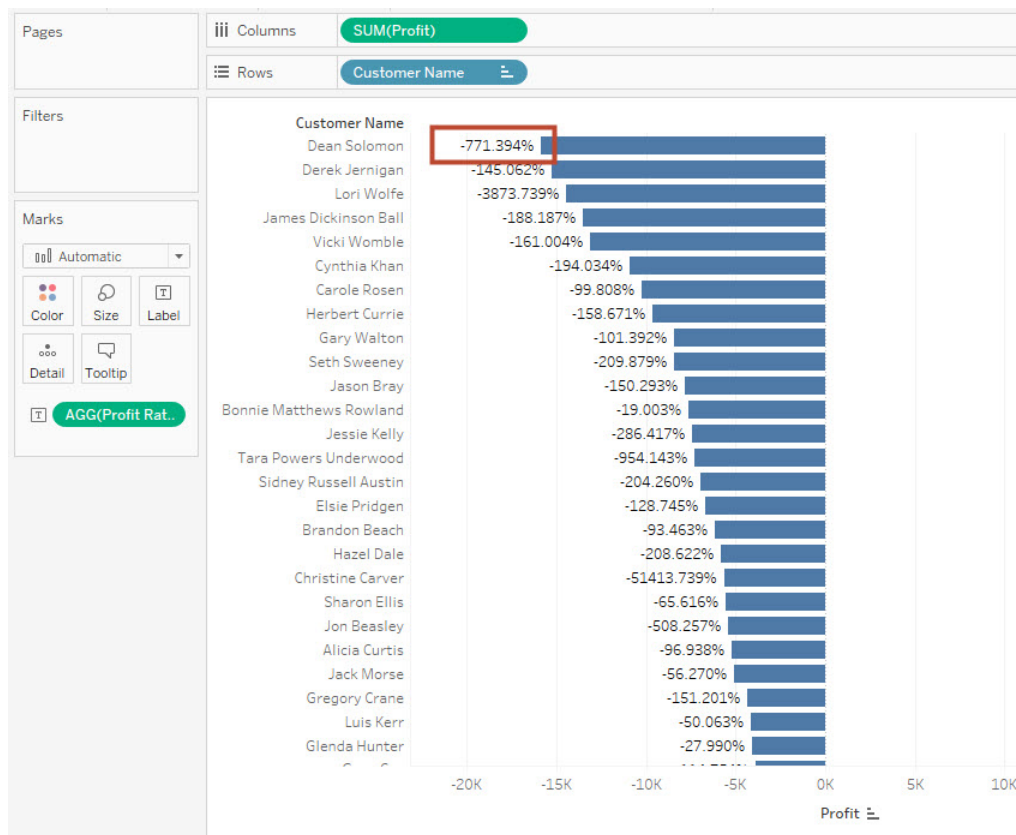 Pages
Columns
SUM(Profit)
Rows
Customer Name
Filters
Marks
Automatic
Color
Size
Label
Detail
Tooltip
AGG(Profit Rat..
Customer Name
Dean Solomon -771.394%
Derek Jernigan -145.062%
Lori Wolfe -3873.739%
James Dickinson Ball -188.187%
Vicki Womble -161.004%
Cynthia Khan -194.034%
Carole Rosen -99.808%
Herbert Currie -158.671%
Gary Walton -101.392%
Seth Sweeney -209.879%
Jason Bray -150.293%
Bonnie Matthews Rowland -19.003%
Jessie Kelly -286.417%
Tara Powers Underwood -954.143%
Sidney Russell Austin -204.260%
Elsie Pridgen -128.745%
Brandon Beach -93.463%
Hazel Dale -208.622%
Christine Carver -51413.739%
Sharon Ellis -65.616%
Jon Beasley -508.257%
Alicia Curtis -96.938%
Jack Morse -56.270%
Gregory Crane -151.201%
Luis Kerr -50.063%
Glenda Hunter -27.990%
-20K -15K -10K -5K 0K 5K 10K
Profit